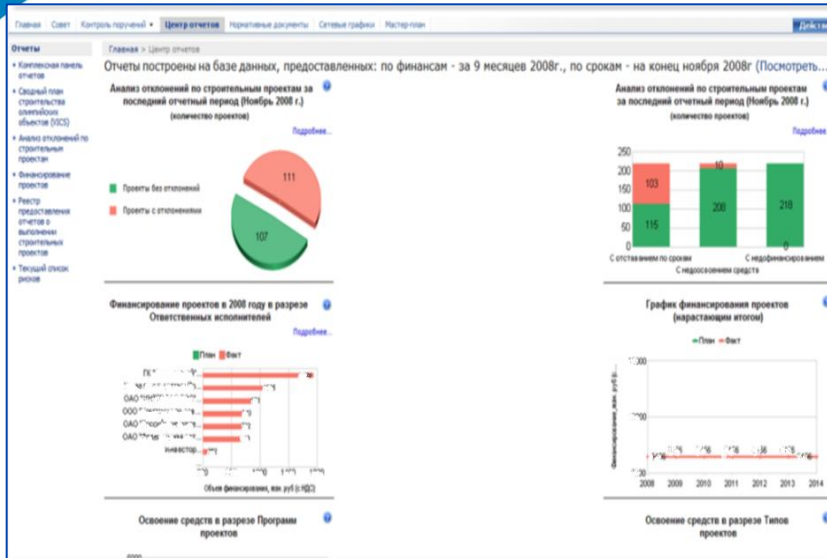 Главная Совет Контроль поручений Центр отчетов Нормативные документы Сетевые графики Мастер-план
Отчеты
Комплексная панель
отчетов
Сводный план
строительства
олимпийских
объектов (VICS)
Анализ отклонений по
строительным
проектам
Финансирование
проектов
Реестр
предоставления
отчетов о
выполнении
строительных
проектов
Текущий список
рисков
Главная > Центр отчетов
Отчеты построены на базе данных, предоставленных: по финансам - за 9 месяцев 2008г., по срокам - на конец ноября 2008г (Посмотреть...
Анализ отклонений по строительным проектам за
последний отчетный период (Ноябрь 2008 г.)
(количество проектов)
Подробнее...
Проекты без отклонений
Проекты с отклонениями
111
107
Анализ отклонений по строительным проектам
за последний отчетный период (Ноябрь 2008 г.)
(количество проектов)
Подробнее...
250
200
150
100
50
0
103
115
10
208
218
0
С отставанием по срокам
С недофинансированием
С недоосвоением средств
Финансирование проектов в 2008 году в разрезе
Ответственных исполнителей
Подробнее...
План Факт
ОАО
ООО
ОАО
ОАО
инвестор...
Объем финансирования, млн. руб (с НДС)
График финансирования проектов
(нарастающим итогом)
План Факт
2008 2009 2010 2011 2012 2013 2014
Освоение средств в разрезе Программ
проектов
Освоение средств в разрезе Типов
проектов